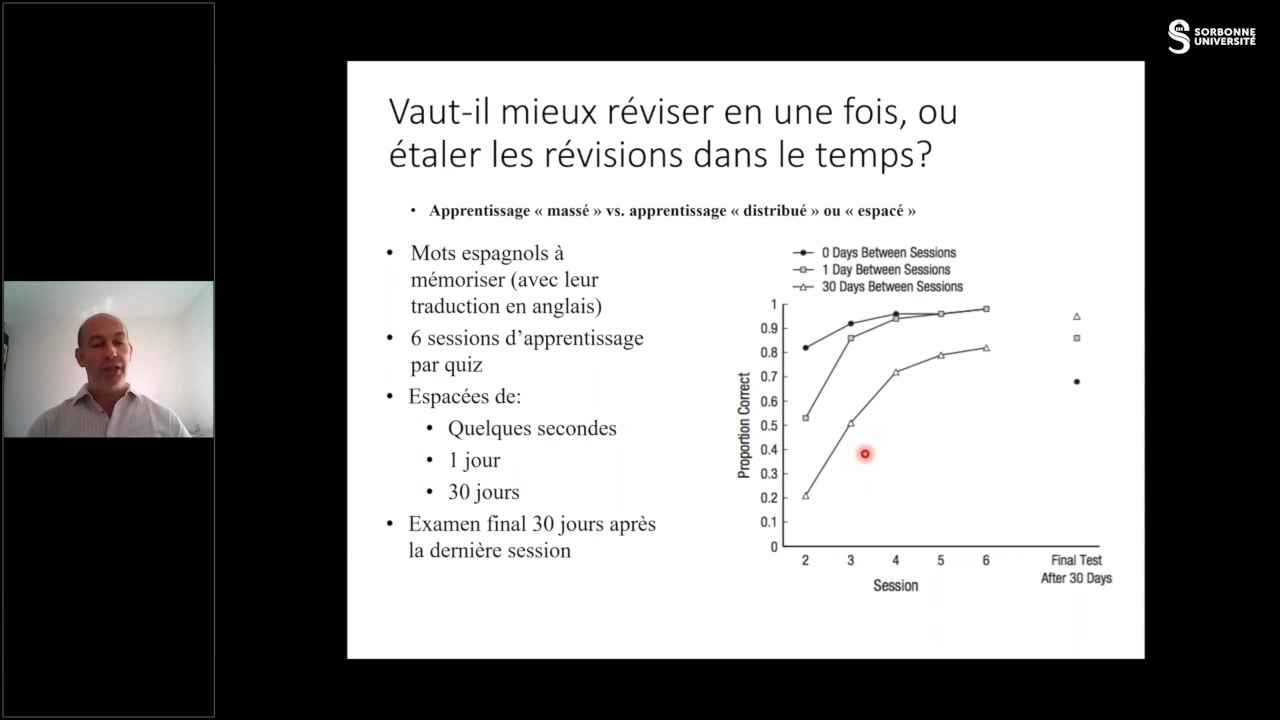 SORBONNE
UNIVERSITÉ
Vaut-il mieux réviser en une fois, ou
étaler les révisions dans le temps?
• Apprentissage « massé » vs. apprentissage « distribué » ou « espacé »
• Mots espagnols à
mémoriser (avec leur
traduction en anglais)
• 6 sessions d’apprentissage
par quiz
• Espacées de:
• Quelques secondes
• 1 jour
• 30 jours
• Examen final 30 jours après
la dernière session
0 Days Between Sessions
1 Day Between Sessions
30 Days Between Sessions
Proportion Correct
1
0.9
0.8
0.7
0.6
0.5
0.4
0.3
0.2
0.1
0
2 3 4 5 6
Session
Final Test
After 30 Days